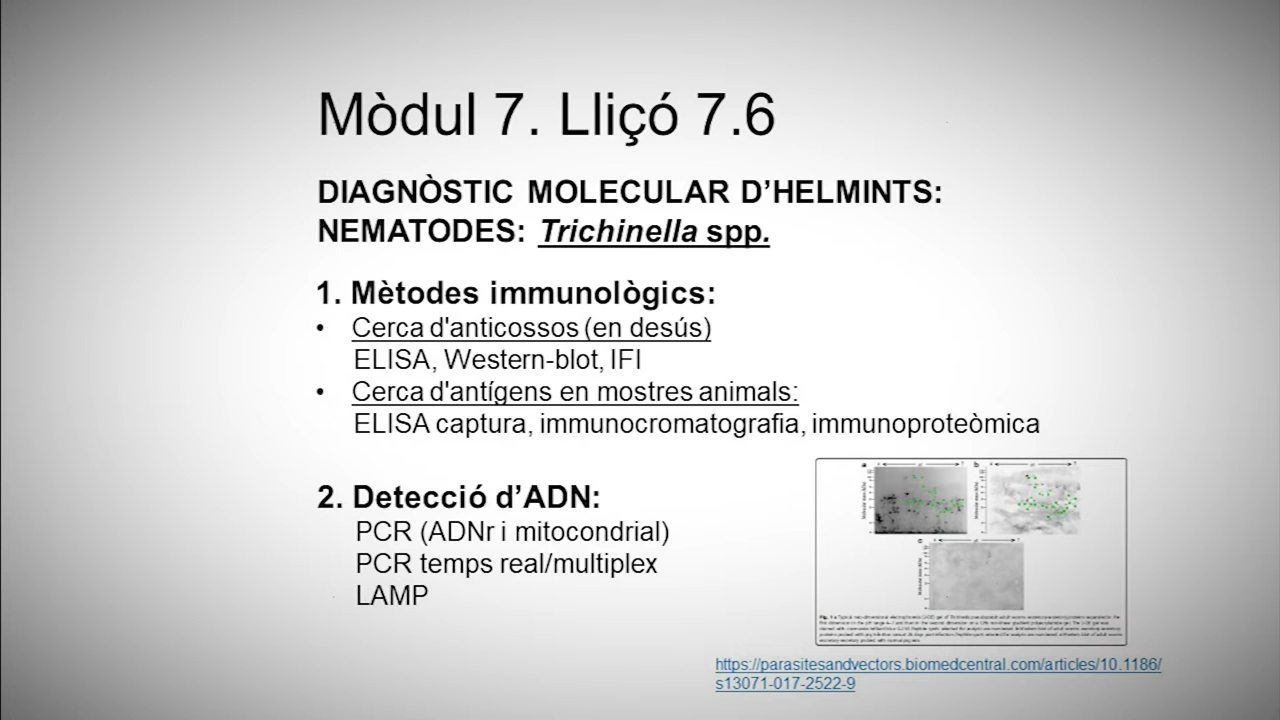 Mòdul 7. Lliçó 7.6
DIAGNÒSTIC MOLECULAR D’HELMINTS:
NEMATODES: Trichinella spp.
1. Mètodes immunològics:
• Cerca d'anticossos (en desús)
ELISA, Western-blot, IFI
• Cerca d'antígens en mostres animals:
ELISA captura, immunocromatografia, immunoproteòmica
2. Detecció d’ADN:
PCR (ADNr i mitocondrial)
PCR temps real/multiplex
LAMP
a
b
c
https://parasitesandvectors.biomedcentral.com/articles/10.1186/
s13071-017-2522-9